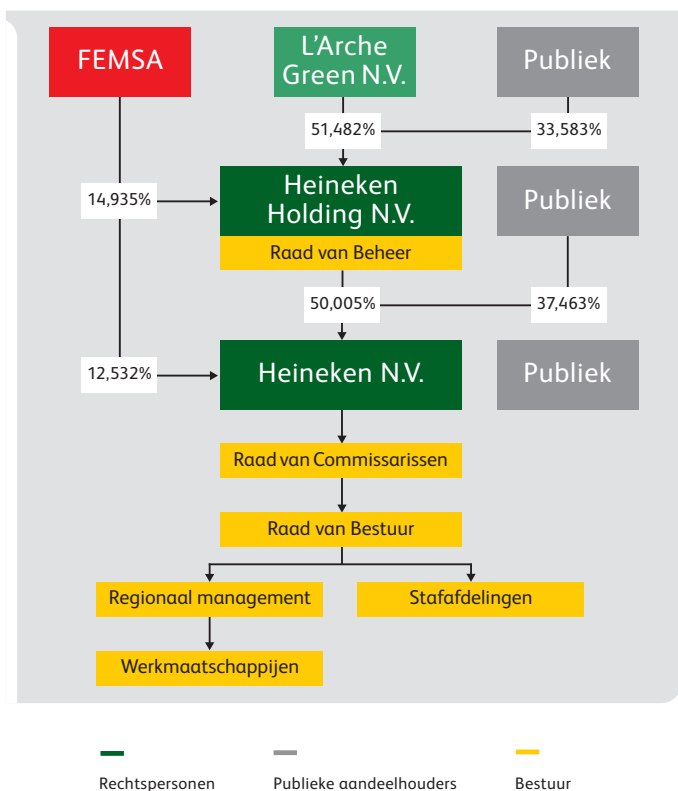 FEMSA
L'Arche
Green N.V.
Publiek
51,482%
33,583%
14,935%
Heineken
Holding N.V.
Publiek
Raad van Beheer
50,005%
37,463%
12,532%
Heineken N.V.
Publiek
Raad van Commissarissen
Raad van Bestuur
Regionaal management
Stafafdelingen
Werkmaatschappijen
Rechtspersonen
Publieke aandeelhouders
Bestuur